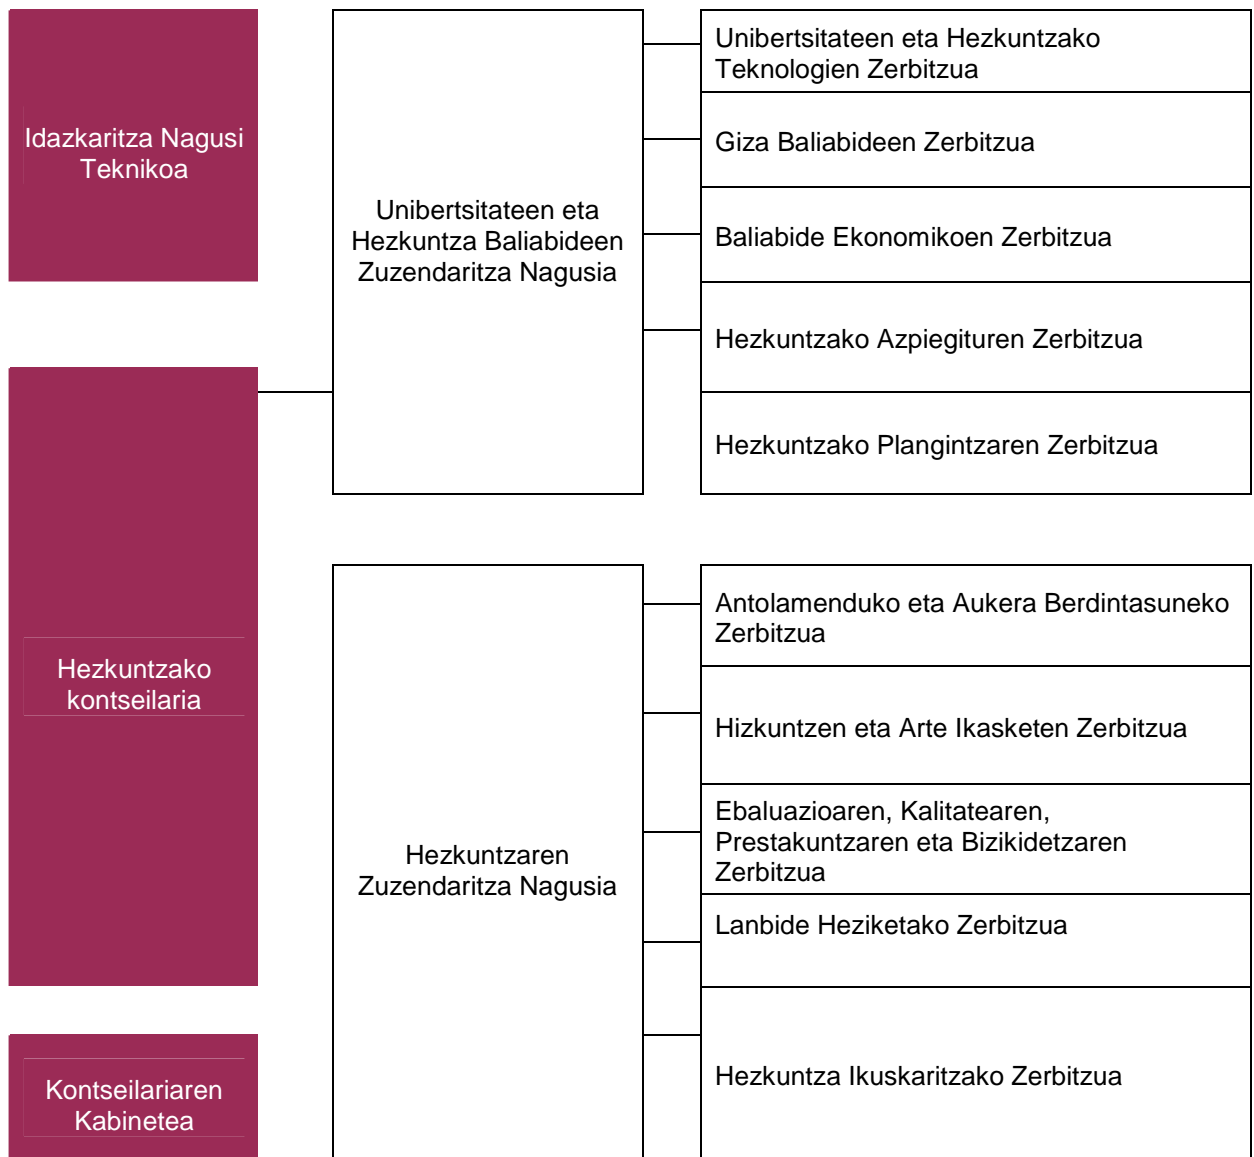 Idazkaritza Nagusi
Teknikoa
Hezkuntzako
kontseilaria
Kontseilariaren
Kabinetea
Unibertsitateen eta
Hezkuntza Baliabideen
Zuzendaritza Nagusia
Unibertsitateen eta Hezkuntzako
Teknologien Zerbitzua
Giza Baliabideen Zerbitzua
Baliabide Ekonomikoen Zerbitzua
Hezkuntzako Azpiegituren Zerbitzua
Hezkuntzako Plangintzaren Zerbitzua
Hezkuntzaren
Zuzendaritza Nagusia
Antolamenduko eta Aukera Berdintasuneko
Zerbitzua
Hizkuntzen eta Arte Ikasketen Zerbitzua
Ebaluazioaren, Kalitatearen,
Prestakuntzaren eta Bizikidetzaren
Zerbitzua
Lanbide Heziketako Zerbitzua
Hezkuntza Ikuskaritzako Zerbitzua